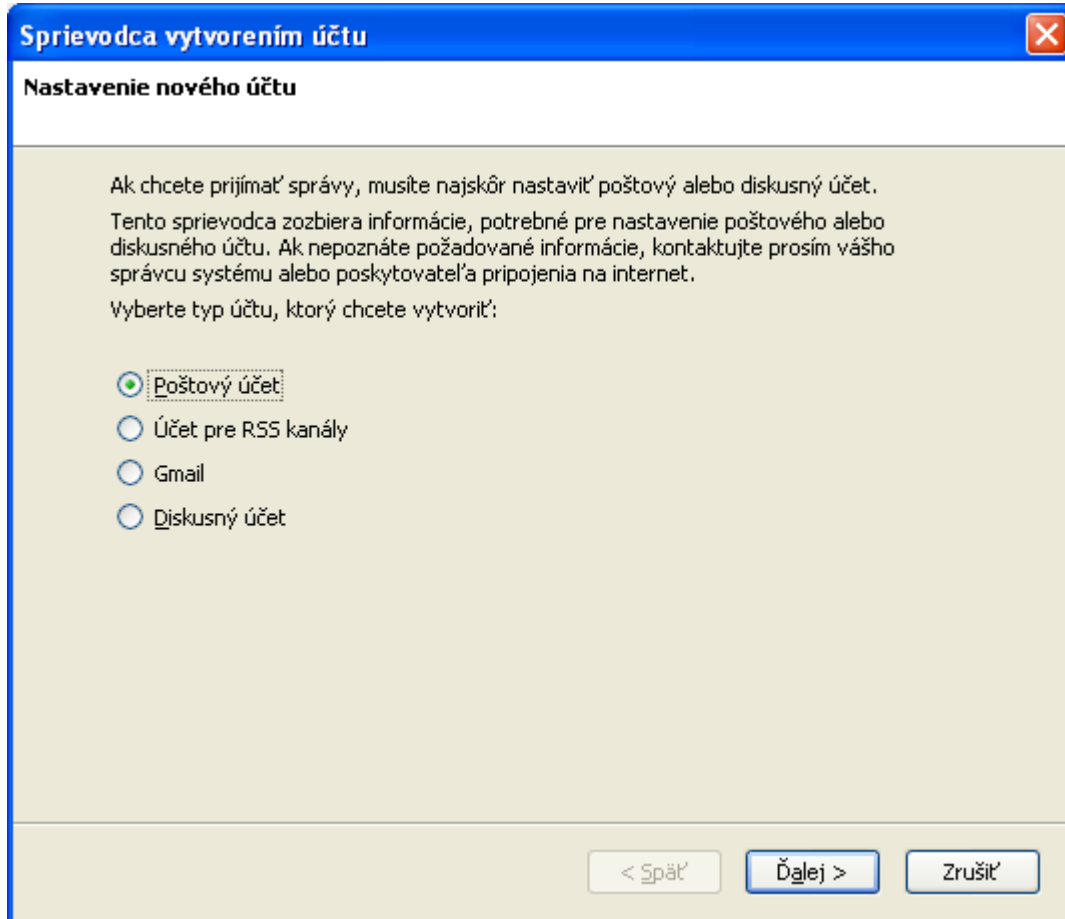 Sprievodca vytvorením účtu
Nastavenie nového účtu
Ak chcete prijímať správy, musíte najskôr nastaviť poštový alebo diskusný účet.
Tento sprievodca zozbiera informácie, potrebné pre nastavenie poštového alebo
diskusného účtu. Ak nepoznáte požadované informácie, kontaktujte prosím vášho
správcu systému alebo poskytovateľa pripojenia na internet.
Vyberte typ účtu, ktorý chcete vytvoriť:
Poštový účet
Účet pre RSS kanály
Gmail
Diskusný účet
< Späť Ďalej > Zrušiť